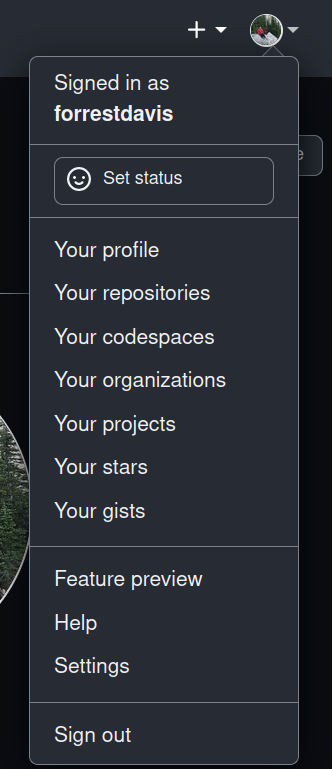 Signed in as
forrestdavis
Set status
e
Your profile
Your repositories
Your codespaces
Your organizations
Your projects
Your stars
Your gists
Feature preview
Help
Settings
Sign out